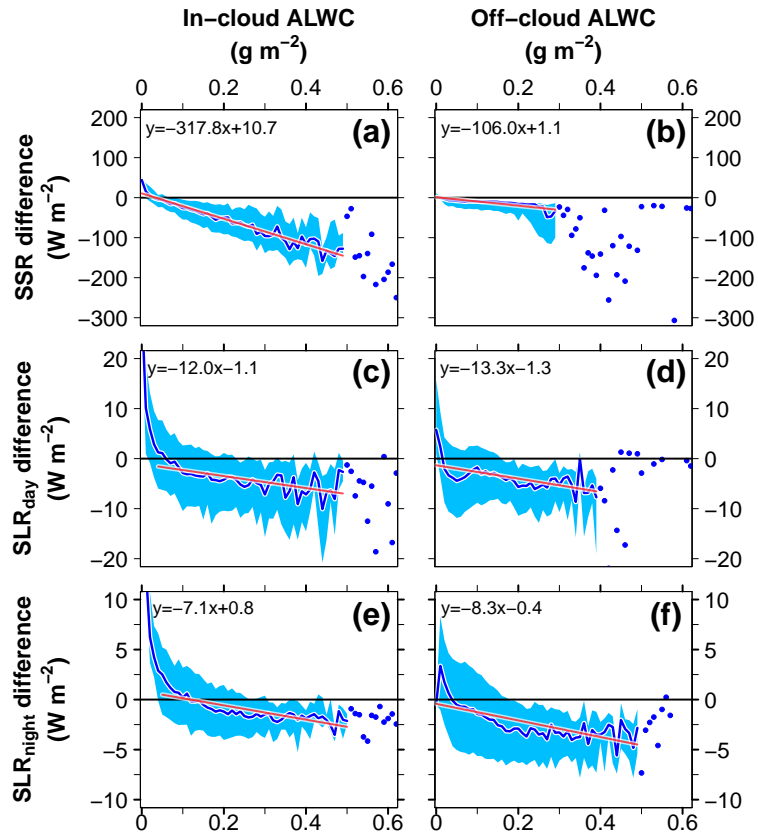 In−cloud ALWC
(g m−2)
Off−cloud ALWC
(g m−2)
0 0.2 0.4 0.6
0 0.2 0.4 0.6
SSR difference
(W m−2)
200
100
0
−100
−200
−300
y=−317.8x+10.7
(a)
y=−106.0x+1.1
(b)
200
100
0
−100
−200
−300
SLRday difference
(W m−2)
20
10
0
−10
−20
y=−12.0x−1.1
(c)
y=−13.3x−1.3
(d)
20
10
0
−10
−20
SLRnight difference
(W m−2)
10
5
0
−5
−10
y=−7.1x+0.8
(e)
y=−8.3x−0.4
(f)
10
5
0
−5
−10
0 0.2 0.4 0.6
0 0.2 0.4 0.6